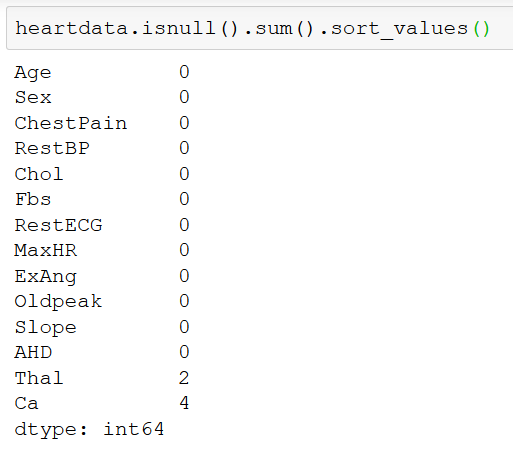 heartdata.isnull().sum().sort_values()
Age 0
Sex 0
ChestPain 0
RestBP 0
Chol 0
Fbs 0
RestECG 0
MaxHR 0
ExAng 0
Oldpeak 0
Slope 0
AHD 0
Thal 2
Ca 4
dtype: int64